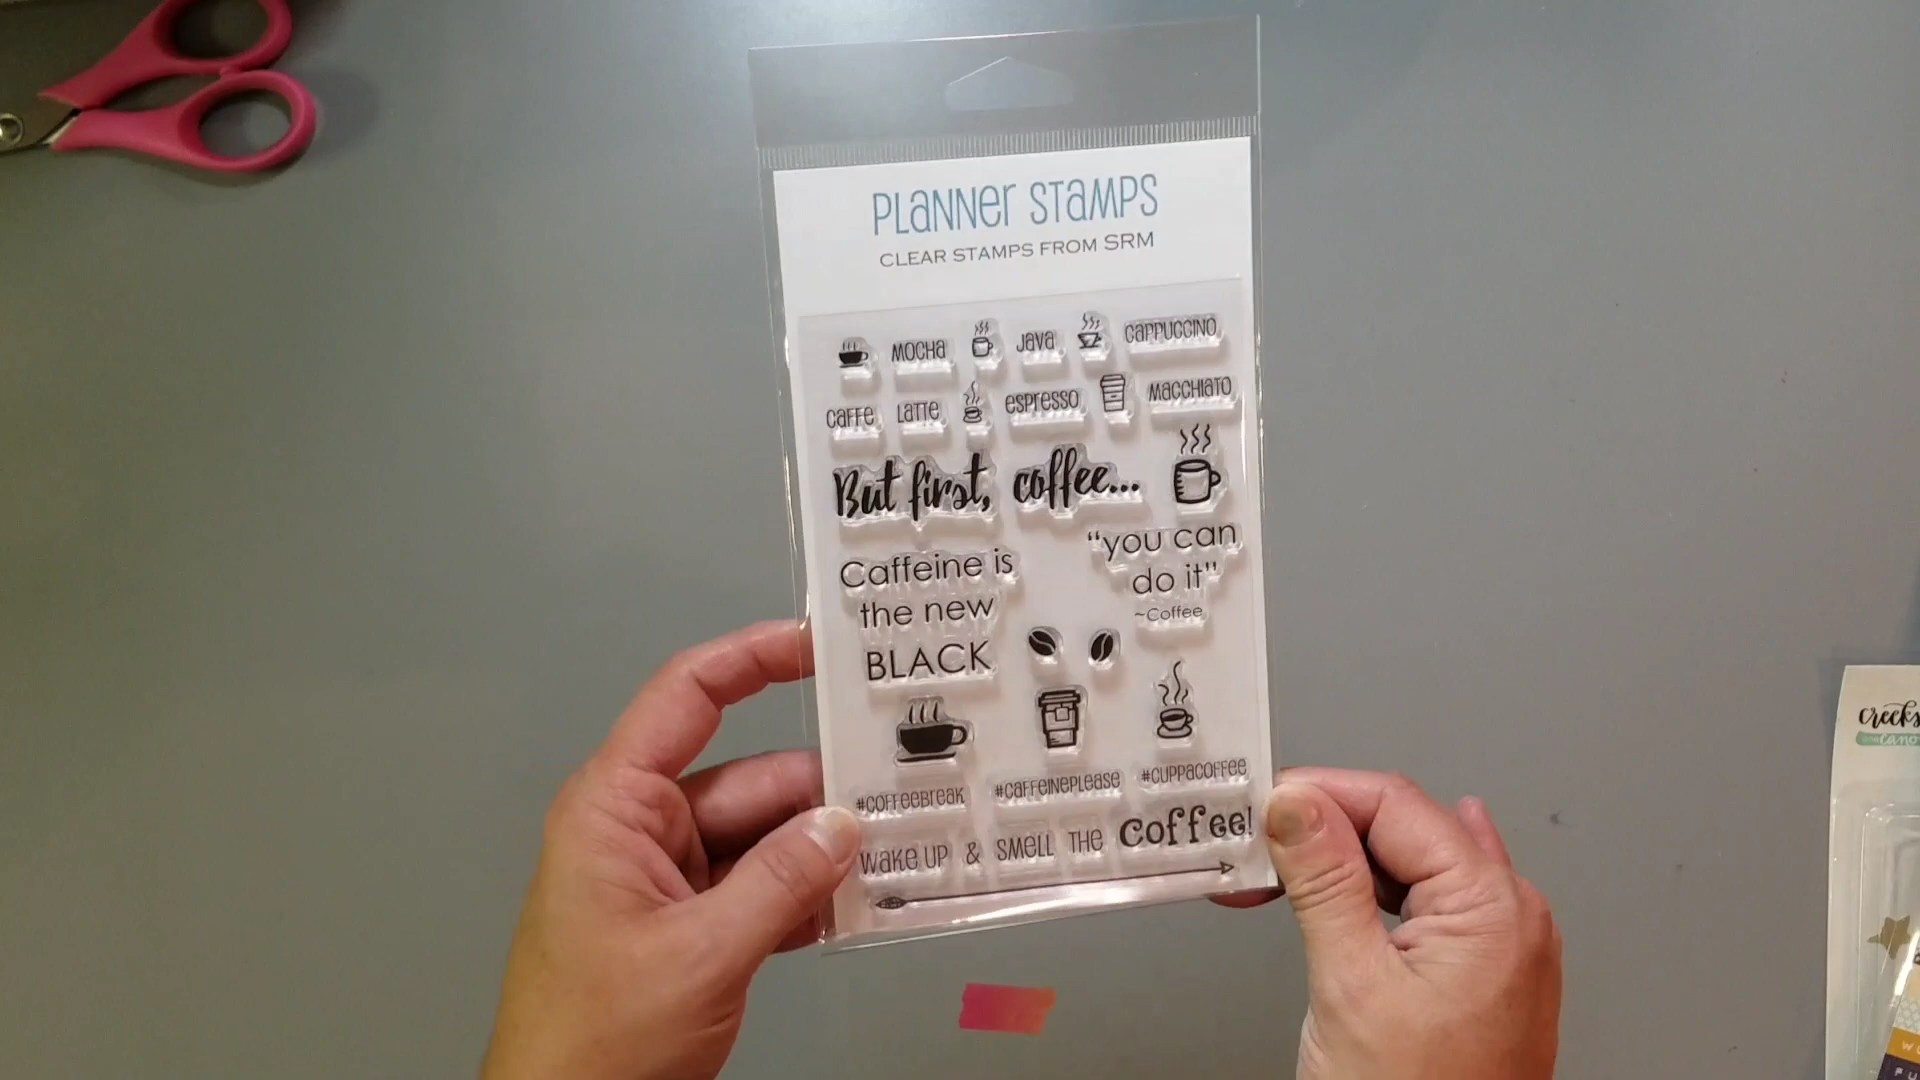 PLANNER STAMPS
CLEAR STAMPS FROM SRM
MOCHA JAVA CAPPUCCINO
CAFFE LATTE ESPRESSO MACCHIATO
But first, coffee...
"you can
do it"
~Coffee
Caffeine is
the new
BLACK
#COFFEEBREAK #CAFFEINEPLEASE #CUPPACOFFEE
WAKE UP & SMELL THE Coffee!